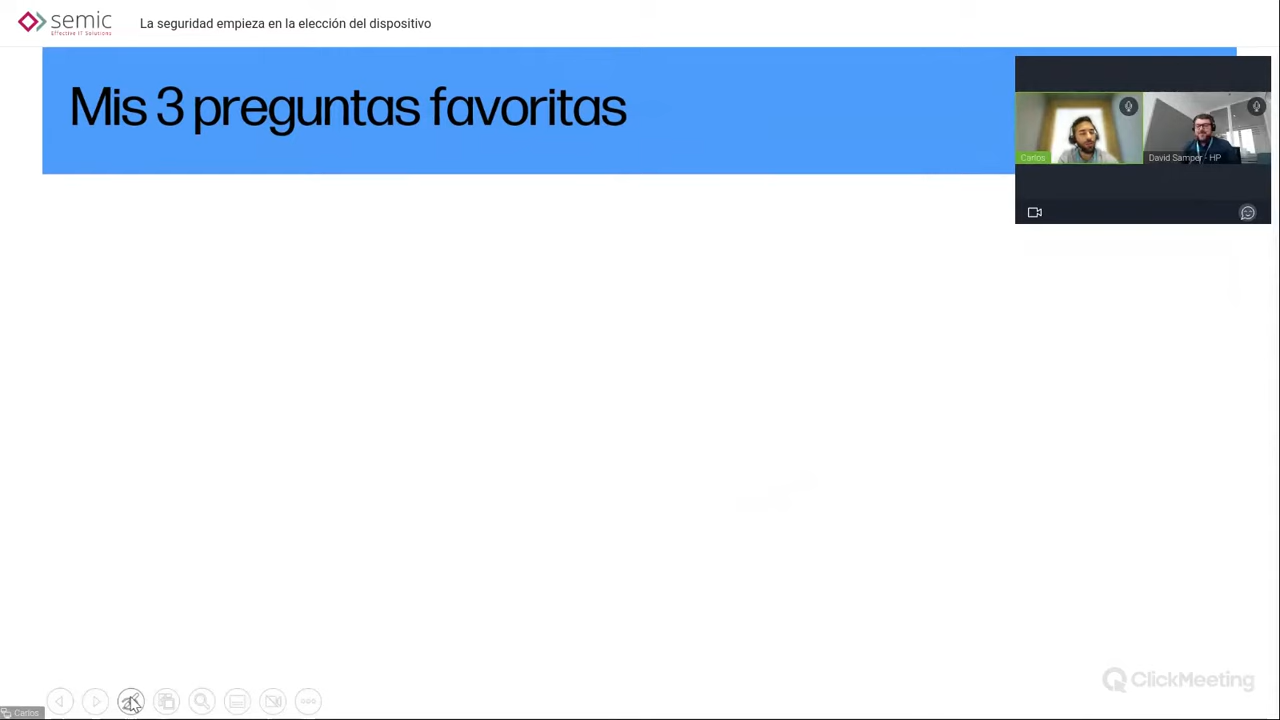 semic
Effective IT Solutions
La seguridad empieza en la elección del dispositivo
Mis 3 preguntas favoritas
Carlos
David Samper - HP
ClickMeeting
Carlos